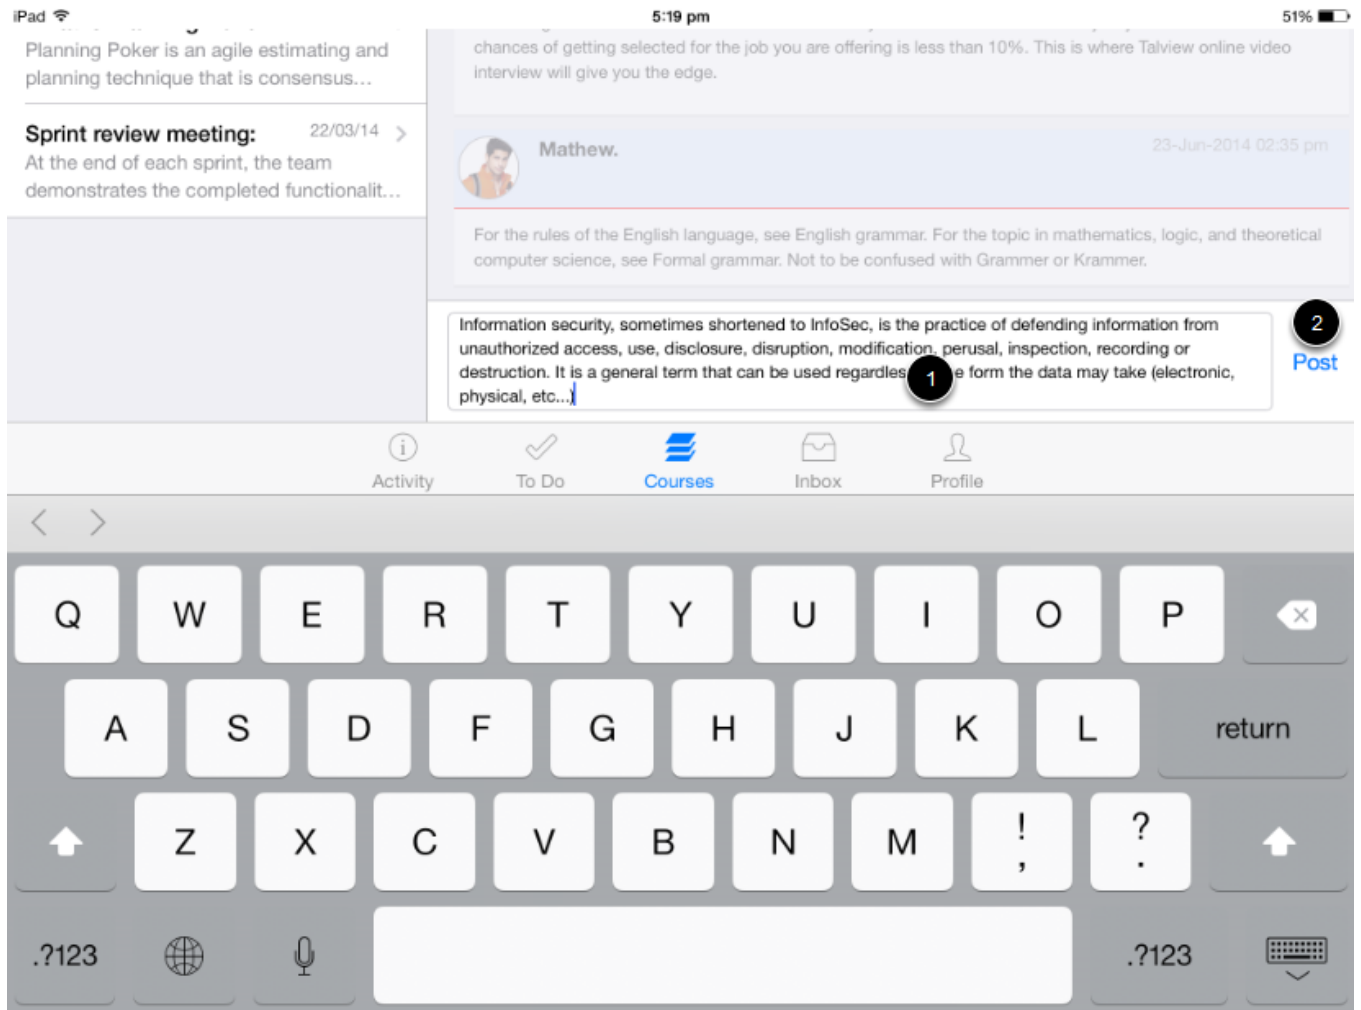 iPad
5:19 pm
51%
Planning Poker is an agile estimating and
planning technique that is consensus...
Sprint review meeting:
22/03/14
At the end of each sprint, the team
demonstrates the completed functionalit...
chances of getting selected for the job you are offering is less than 10%. This is where Talview online video
interview will give you the edge.
Mathew.
23-Jun-2014 02:35 pm
For the rules of the English language, see English grammar. For the topic in mathematics, logic, and theoretical
computer science, see Formal grammar. Not to be confused with Grammer or Krammer.
Information security, sometimes shortened to InfoSec, is the practice of defending information from
unauthorized access, use, disclosure, disruption, modification, perusal, inspection, recording or
destruction. It is a general term that can be used form the data may take (electronic,
physical, etc...)
1
2
Post
Activity
To Do
Courses
Inbox
Profile
Q W E R T Y U I O P
A S D F G H J K L return
Z X C V B N M ! , ? .
.?123 .?123